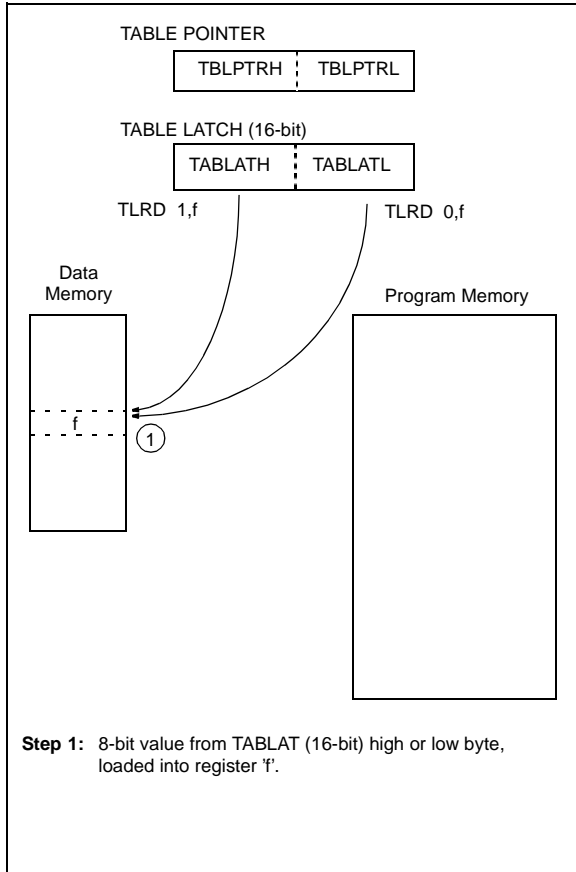 TABLE POINTER
TBLPTRH TBLPTRL
TABLE LATCH (16-bit)
TABLATH TABLATL
TLRD 1,f TLRD 0,f
Data
Memory
Program Memory
f
1
Step 1: 8-bit value from TABLAT (16-bit) high or low byte,
loaded into register 'f'.